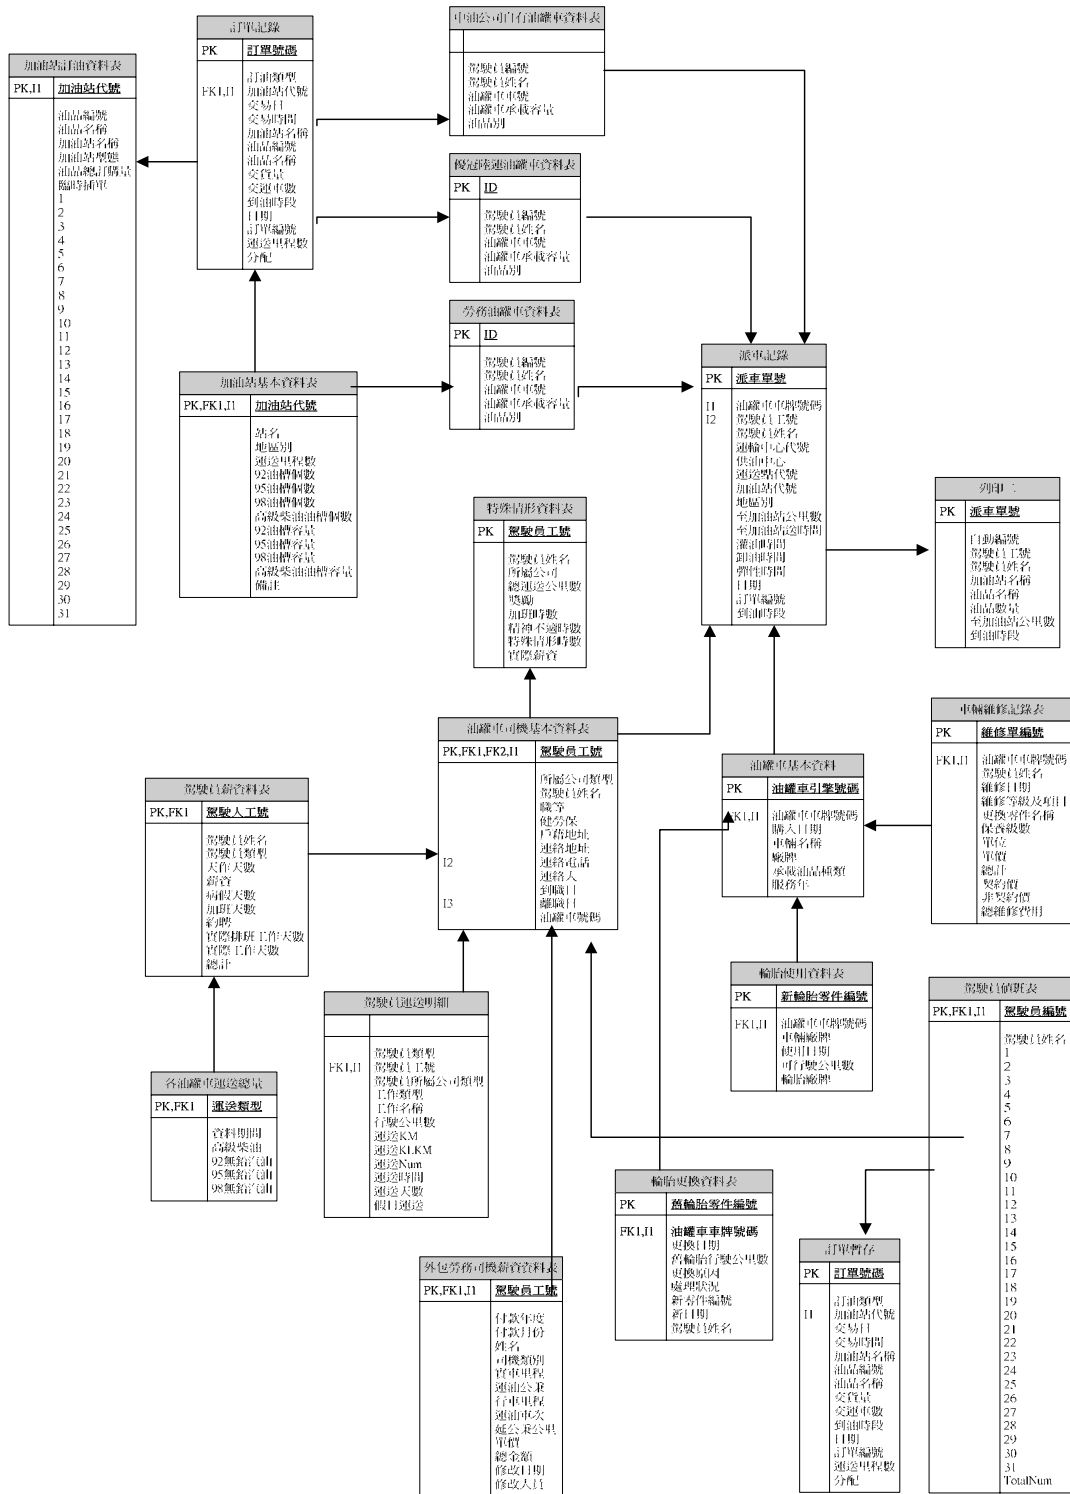 訂單記錄
PK 訂單號碼
訂油類型
FK1,I1 加油站代號
交易日
交易時間
加油站名稱
油品編號
油品名稱
交貨量
交運車數
到油時段
日期
訂單編號
運送里程數
分配
中油公司自有油罐車資料表
駕駛員編號
駕駛員姓名
油罐車車號
油罐車承載容量
油品別
加油站訂油資料表
PK,I1 加油站代號
油品編號
油品名稱
加油站名稱
加油站型態
油品總訂購量
臨時插單
1
2
3
4
5
6
7
8
9
10
11
12
13
14
15
16
17
18
19
20
21
22
23
24
25
26
27
28
29
30
31
優冠陸運油罐車資料表
PK ID
駕駛員編號
駕駛員姓名
油罐車車號
油罐車承載容量
油品別
勞務油罐車資料表
PK ID
駕駛員編號
駕駛員姓名
油罐車車號
油罐車承載容量
油品別
加油站基本資料表
PK,FK1,I1 加油站代號
站名
地區別
運送里程數
92油槽個數
95油槽個數
98油槽個數
高級柴油油槽個數
92油槽容量
95油槽容量
98油槽容量
高級柴油油槽容量
備註
派車記錄
PK 派車單號
I1 油罐車車牌號碼
I2 駕駛員工號
駕駛員姓名
運輸中心代號
供油中心
運送點代號
加油站代號
地區別
至加油站公里數
至加油站送時間
灌油時間
卸油時間
彈性時間
日期
訂單編號
到油時段
列印二
PK 派車單號
自動編號
駕駛員工號
駕駛員姓名
加油站名稱
油品名稱
油品數量
至加油站公里數
到油時段
特殊情形資料表
PK 駕駛員工號
駕駛員姓名
所屬公司
總運送公里數
獎勵
加班時數
精神不適時數
特殊情形時數
實際薪資
油罐車司機基本資料表
PK,FK1,FK2,I1 駕駛員工號
所屬公司類型
駕駛員姓名
職等
健勞保
戶籍地址
連絡地址
I2 連絡電話
連絡人
到職日
I3 離職日
油罐車號碼
油罐車基本資料
PK 油罐車引擎號碼
FK1,I1 油罐車車牌號碼
購入日期
車輛名稱
廠牌
承載油品種類
服務年
車輛維修記錄表
PK 維修單編號
FK1,I1 油罐車車牌號碼
駕駛員姓名
維修日期
維修等級及項目
更換零件名稱
保養級數
單位
單價
總計
契約價
非契約價
總維修費用
駕駛員薪資料表
PK,FK1 駕駛人工號
駕駛員姓名
駕駛員類型
天作天數
薪資
病假天數
加班天數
約聘
實際排班工作天數
實際工作天數
總計
各油罐車運送總量
PK,FK1 運送類型
資料期間
高級柴油
92無鉛汽油
95無鉛汽油
98無鉛汽油
駕駛員運送明細
駕駛員類型
FK1,I1 駕駛員工號
駕駛員所屬公司類型
工作類型
工作名稱
行駛公里數
運送KM
運送KLKM
運送Num
運送時間
運送天數
假日運送
輪胎使用資料表
PK 新輪胎零件編號
FK1,I1 油罐車車牌號碼
車輛廠牌
使用日期
可行駛公里數
輪胎廠牌
駕駛員值班表
PK,FK1,I1 駕駛員編號
駕駛員姓名
1
2
3
4
5
6
7
8
9
10
11
12
13
14
15
16
17
18
19
20
21
22
23
24
25
26
27
28
29
30
31
TotalNum
輪胎更換資料表
PK 舊輪胎零件編號
FK1,I1 油罐車車牌號碼
更換日期
舊輪胎行駛公里數
更換原因
處理狀況
新零件編號
新日期
駕駛員姓名
訂單暫存
PK 訂單號碼
訂油類型
I1 加油站代號
交易日
交易時間
加油站名稱
油品編號
油品名稱
交貨量
交運車數
到油時段
日期
訂單編號
運送里程數
分配
外包勞務司機薪資資料表
PK,FK1,I1 駕駛員工號
付款年度
付款月份
姓名
司機類別
實車里程
運油公秉
行車里程
運油車次
延公秉公里
單價
總金額
修改日期
修改人員